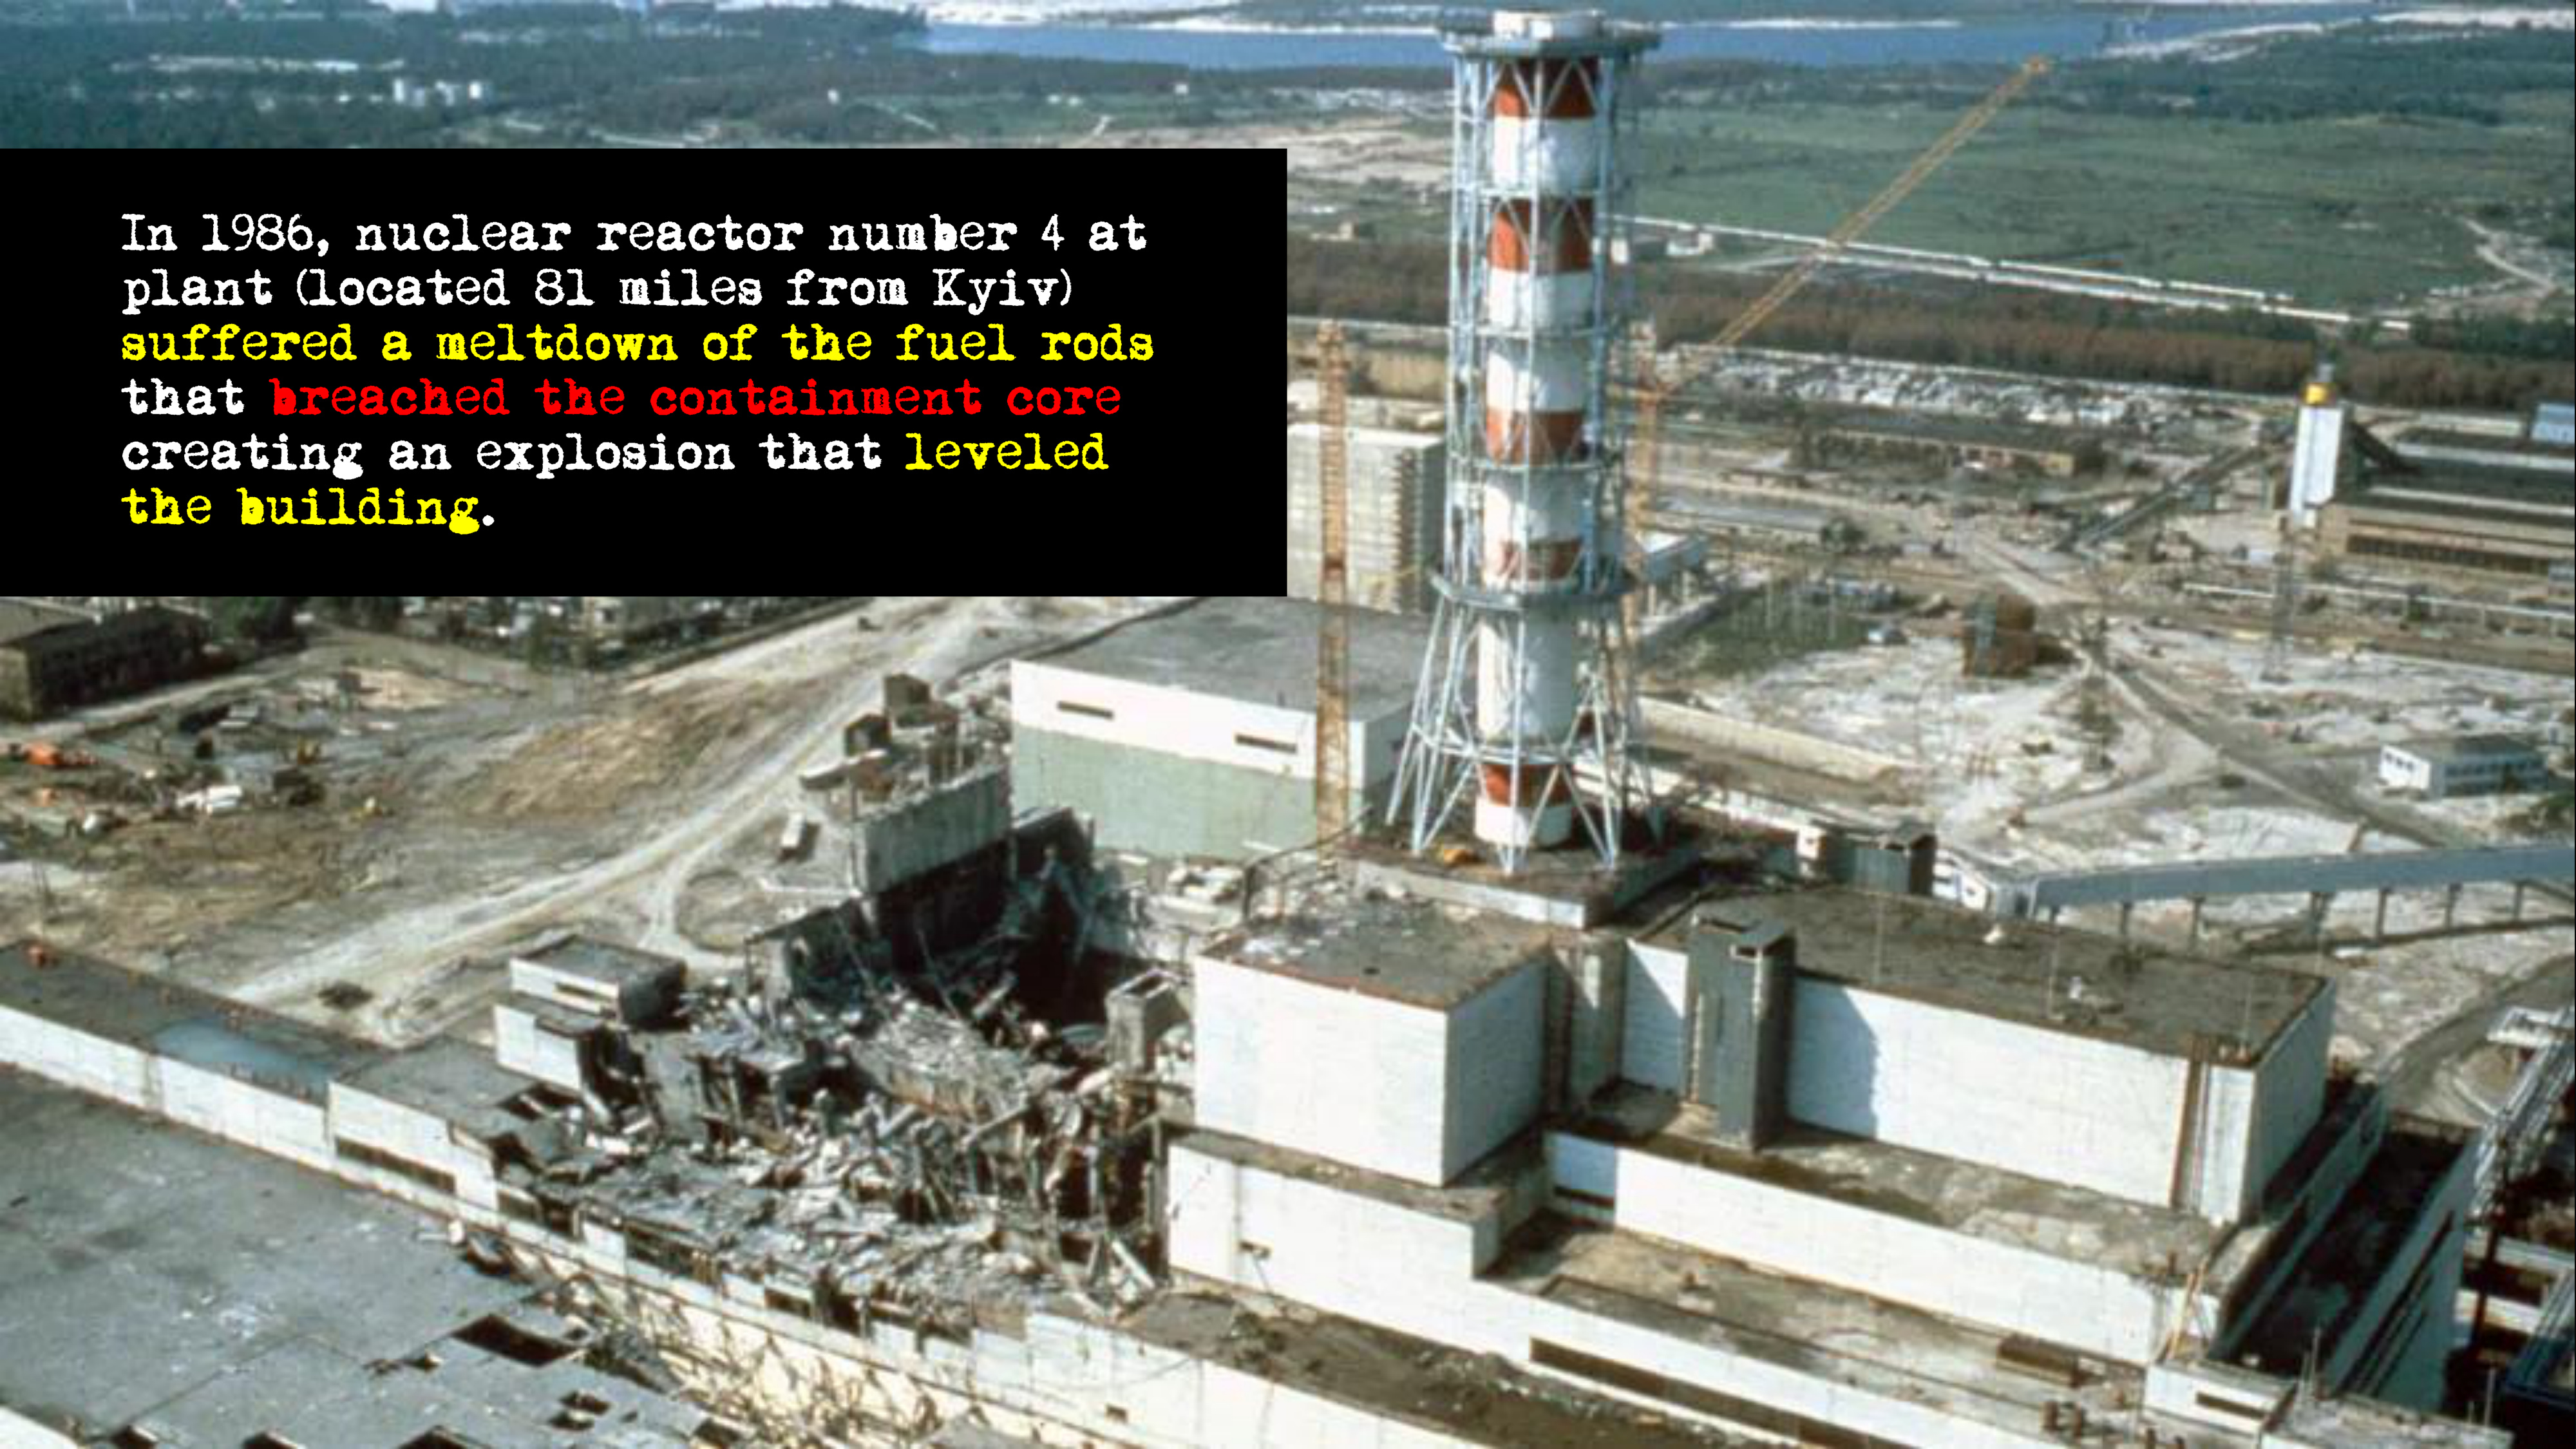 In 1986, nuclear reactor number 4 at
plant (located 81 miles from Kyiv)
suffered a meltdown of the fuel rods
that breached the containment core
creating an explosion that leveled
the building.